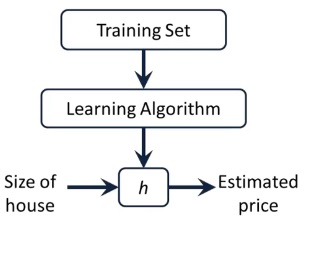 Training Set
Learning Algorithm
Size of
house
h
Estimated
price